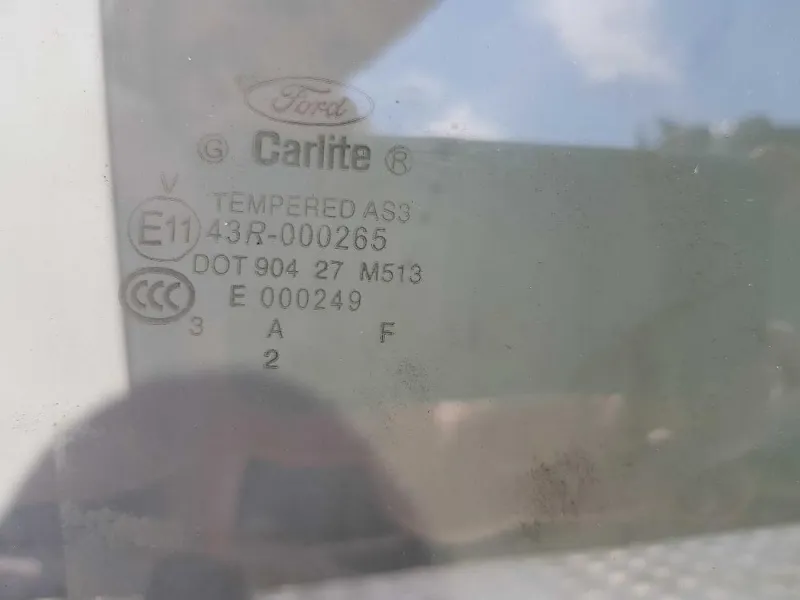 Ford
G Carlite R
V TEMPERED AS3
E11 43R-000265
DOT 904 27 M513
CCC E 000249
3 A F
2